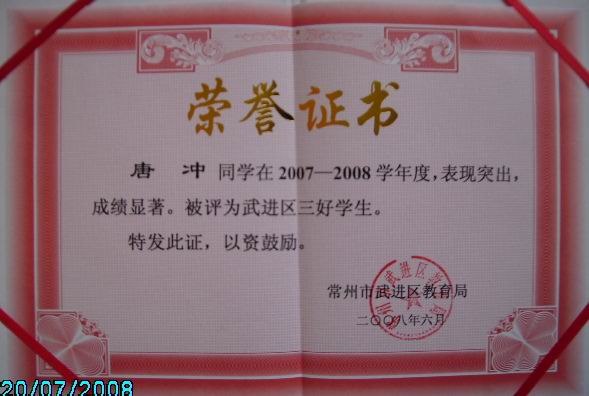 荣誉证书
唐 冲 同学在2007—2008学年度，表现突出，
成绩显著。被评为武进区三好学生。
特发此证，以资鼓励。
常州市武进区教育局
二〇〇八年六月
20/07/2008